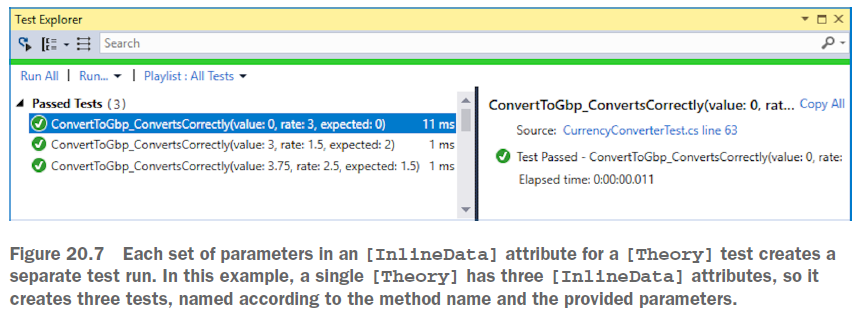 Test Explorer
Search
Run All | Run... Playlist : All Tests
Passed Tests (3)
ConvertToGbp_ConvertsCorrectly(value: 0, rate: 3, expected: 0) 11 ms
ConvertToGbp_ConvertsCorrectly(value: 3, rate: 1.5, expected: 2) 1 ms
ConvertToGbp_ConvertsCorrectly(value: 3.75, rate: 2.5, expected: 1.5) 1 ms
ConvertToGbp_ConvertsCorrectly(value: 0, rat... Copy All
Source: CurrencyConverterTest.cs line 63
Test Passed - ConvertToGbp_ConvertsCorrectly(value: 0, rate:
Elapsed time: 0:00:00.011
Figure 20.7 Each set of parameters in an [InlineData] attribute for a [Theory] test creates a
separate test run. In this example, a single [Theory] has three [InlineData] attributes, so it
creates three tests, named according to the method name and the provided parameters.